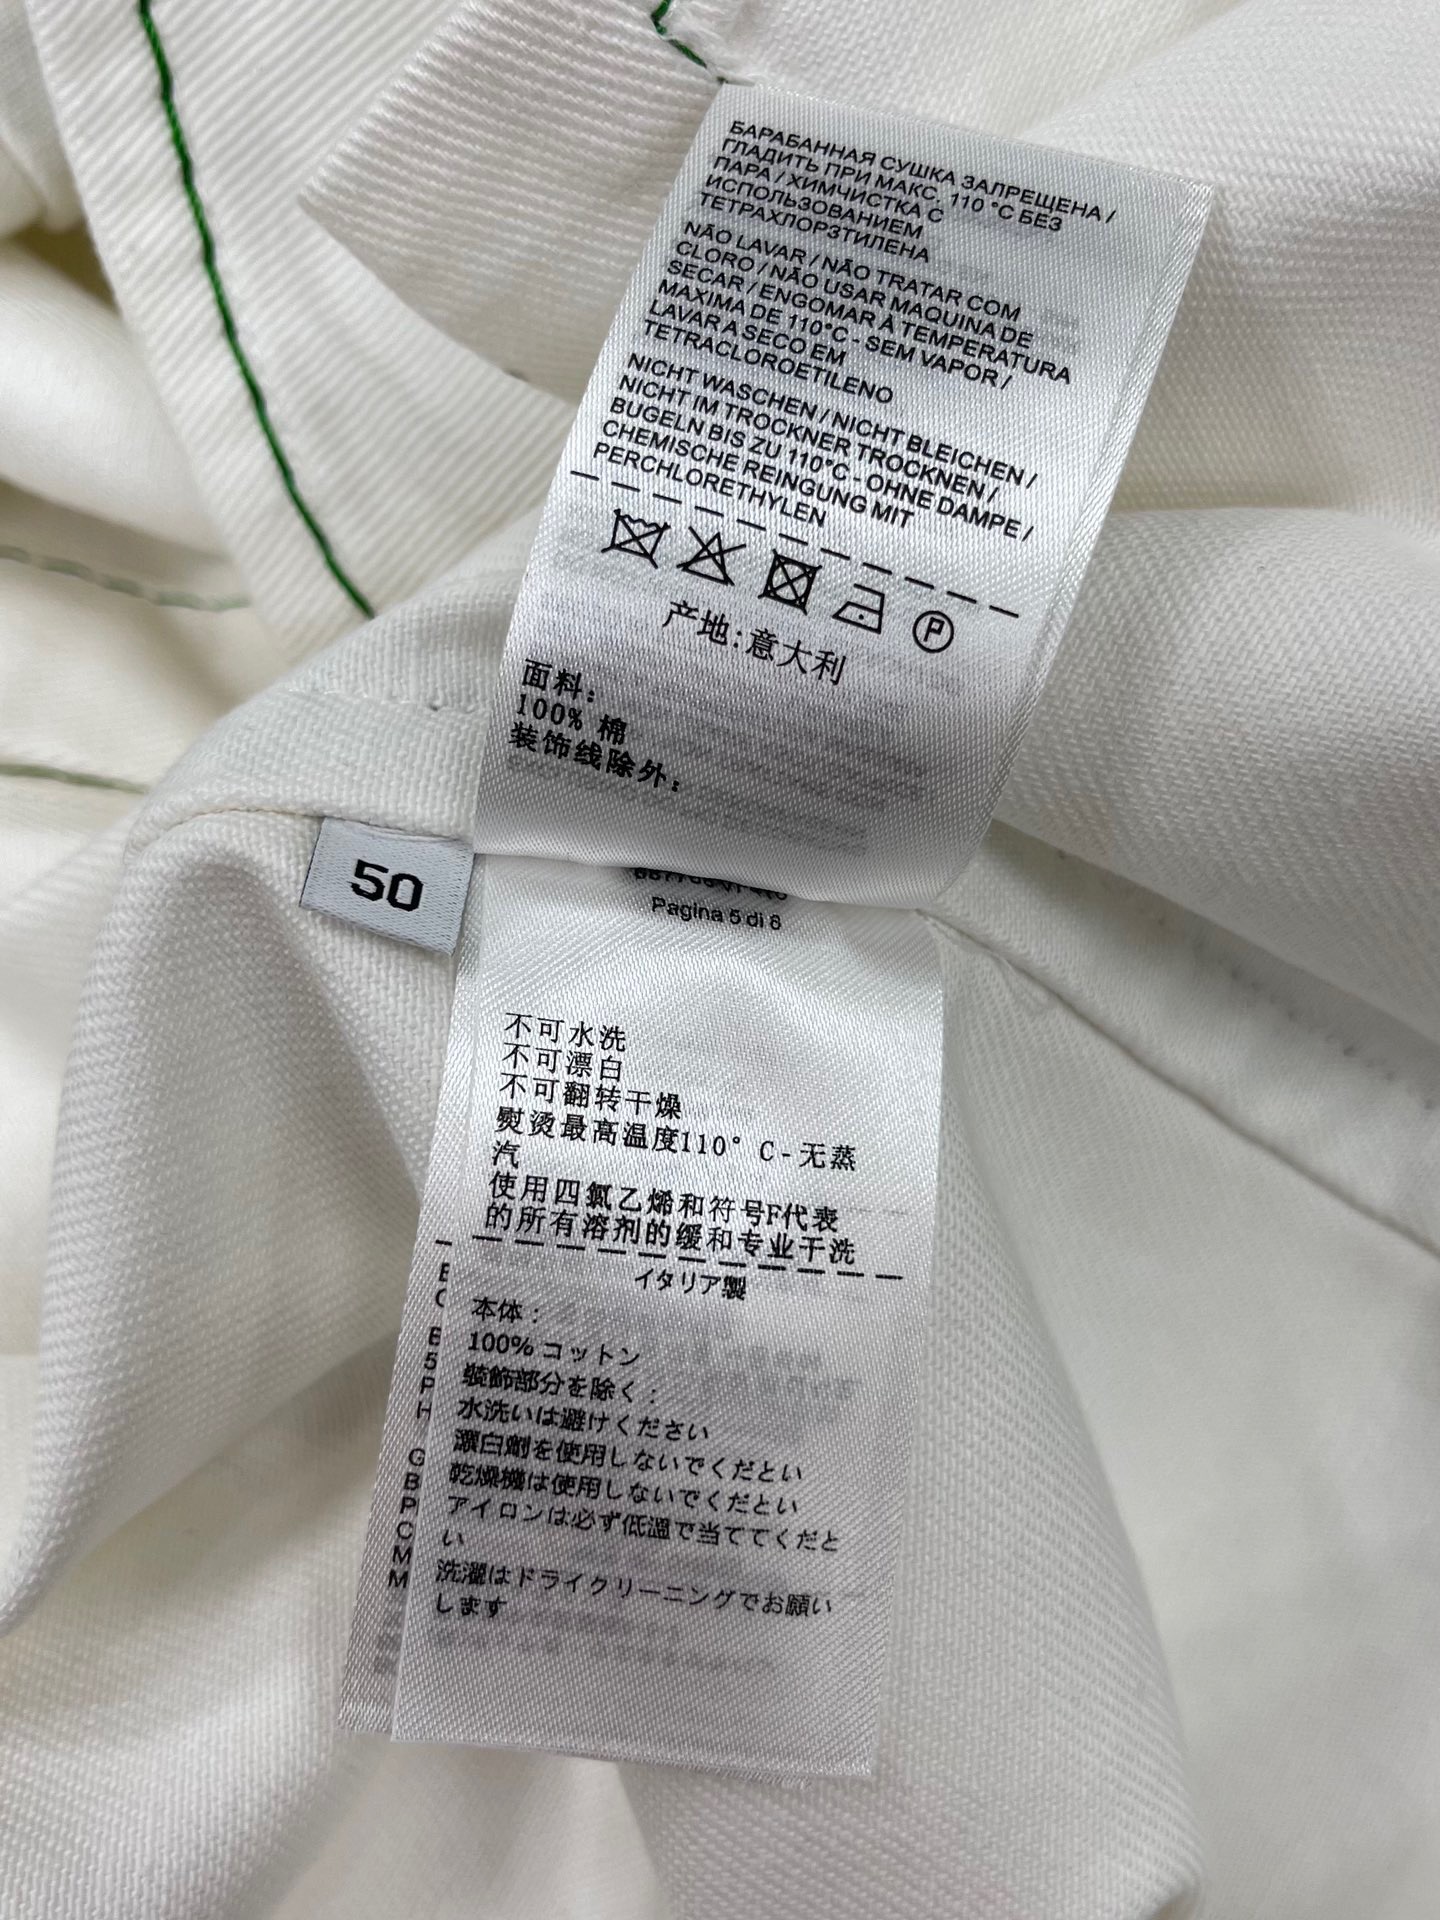 БАРАБАННАЯ СУШКА ЗАПРЕЩЕНА /
ГЛАДИТЬ ПРИ МАКС. 110 °C БЕЗ
ПАРА / ХИМЧИСТКА С
ИСПОЛЬЗОВАНИЕМ
ТЕТРАХЛОРЗТИЛЕНА
NÃO LAVAR / NÃO TRATAR COM
CLORO / NÃO USAR MAQUINA DE
SECAR / ENGOMAR À TEMPERATURA
MAXIMA DE 110°C - SEM VAPOR /
LAVAR A SECO EM
TETRACLOROETILENO
NICHT WASCHEN / NICHT BLEICHEN /
NICHT IM TROCKNER TROCKNEN /
BUGELN BIS ZU 110°C - OHNE DAMPE /
CHEMISCHE REINGUNG MIT
PERCHLORETHYLEN
P
产地:意大利
面料:
100% 棉
装饰线除外:
50
Pagina 5 di 8
不可水洗
不可漂白
不可翻转干燥
熨烫最高温度110° C-无蒸
汽
使用四氯乙烯和符号F代表
的所有溶剂的缓和专业干洗
イタリア製
本体:
100% コットン
装飾部分を除く:
水洗いは避けください
漂白劑を使用しないでくだとい
乾燥機は使用しないでくだとい
アイロンは必ず低溫で当ててくだと
い
洗濯はドライクリーニングでお願い
します